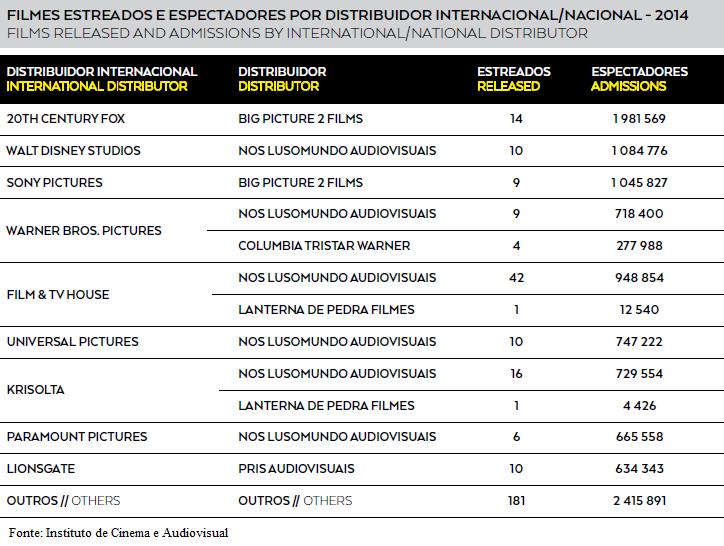 FILMES ESTREADOS E ESPECTADORES POR DISTRIBUIDOR INTERNACIONAL/NACIONAL - 2014
FILMS RELEASED AND ADMISSIONS BY INTERNATIONAL/NATIONAL DISTRIBUTOR
DISTRIBUIDOR INTERNACIONAL DISTRIBUIDOR ESTREADOS ESPECTADORES
INTERNATIONAL DISTRIBUTOR DISTRIBUTOR RELEASED ADMISSIONS
20TH CENTURY FOX BIG PICTURE 2 FILMS 14 1 981 569
WALT DISNEY STUDIOS NOS LUSOMUNDO AUDIOVISUAIS 10 1 084 776
SONY PICTURES BIG PICTURE 2 FILMS 9 1 045 827
WARNER BROS. PICTURES NOS LUSOMUNDO AUDIOVISUAIS 9 718 400
COLUMBIA TRISTAR WARNER 4 277 988
FILM & TV HOUSE NOS LUSOMUNDO AUDIOVISUAIS 42 948 854
LANTERNA DE PEDRA FILMES 1 12 540
UNIVERSAL PICTURES NOS LUSOMUNDO AUDIOVISUAIS 10 747 222
KRISOLTA NOS LUSOMUNDO AUDIOVISUAIS 16 729 554
LANTERNA DE PEDRA FILMES 1 4 426
PARAMOUNT PICTURES NOS LUSOMUNDO AUDIOVISUAIS 6 665 558
LIONSGATE PRIS AUDIOVISUAIS 10 634 343
OUTROS // OTHERS OUTROS // OTHERS 181 2 415 891
Fonte: Instituto de Cinema e Audiovisual